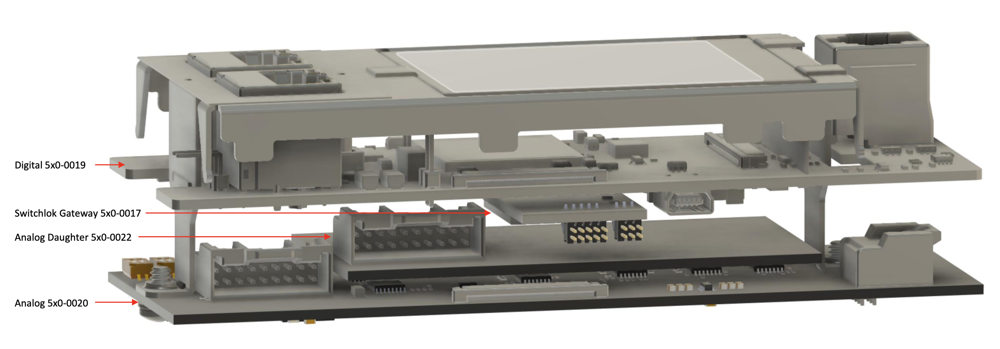 Digital 5x0-0019
Switchlok Gateway 5x0-0017
Analog Daughter 5x0-0022
Analog 5x0-0020